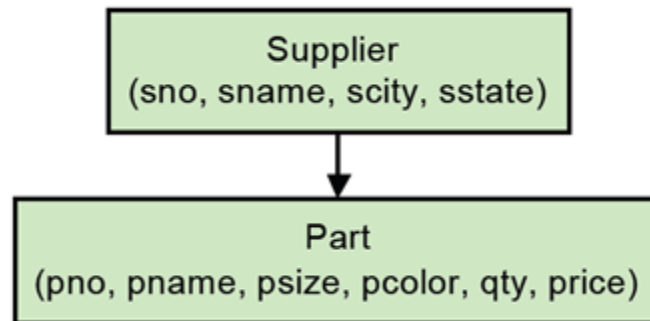 Supplier
(sno, sname, scity, sstate)
Part
(pno, pname, psize, pcolor, qty, price)